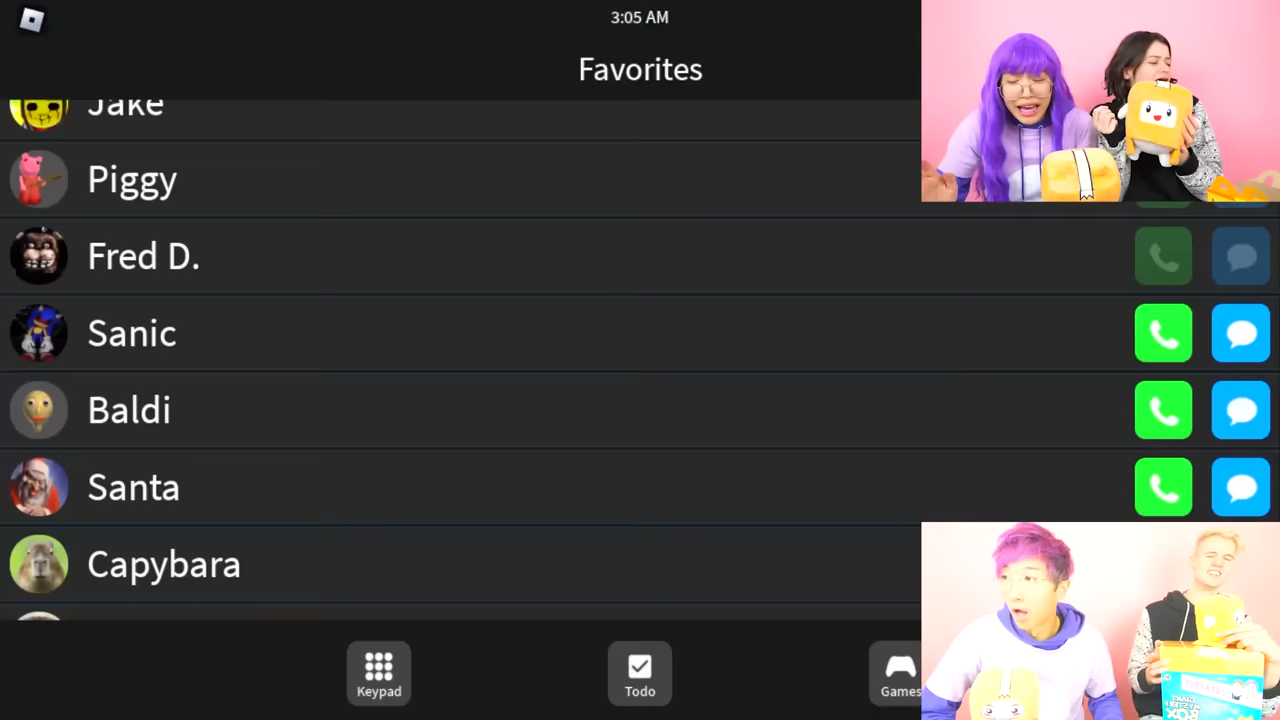 3:05 AM
Favorites
Jake
Piggy
Fred D.
Sanic
Baldi
Santa
Capybara
Keypad
Todo
Games